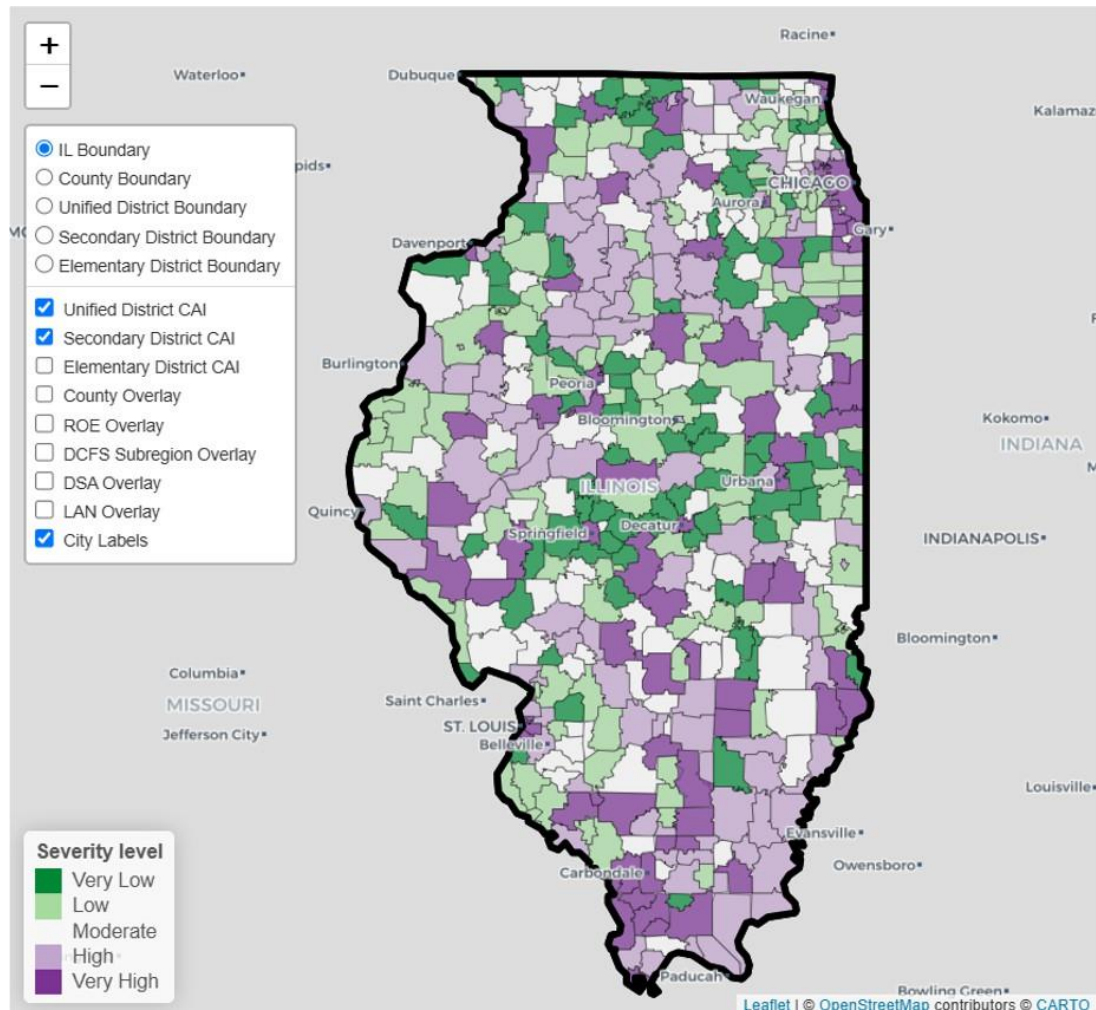 +
−
IL Boundary
County Boundary
Unified District Boundary
Secondary District Boundary
Elementary District Boundary
Unified District CAI
Secondary District CAI
Elementary District CAI
County Overlay
ROE Overlay
DCFS Subregion Overlay
DSA Overlay
LAN Overlay
City Labels
Racine
Waterloo
Dubuque
Waukegan
Kalamaz
pids
CHICAGO
Aurora
Gary
Davenport
Burlington
Peoria
Bloomington
Kokomo
INDIANA
ILLINOIS
Urbana
Quincy
Springfield
Decatur
INDIANAPOLIS
Bloomington
Columbia
MISSOURI
Saint Charles
Jefferson City
ST. LOUIS
Belleville
Louisville
Evansville
Owensboro
Carbondale
Paducah
Bowling Green
Severity level
Very Low
Low
Moderate
High
Very High
Leaflet | © OpenStreetMap contributors © CARTO